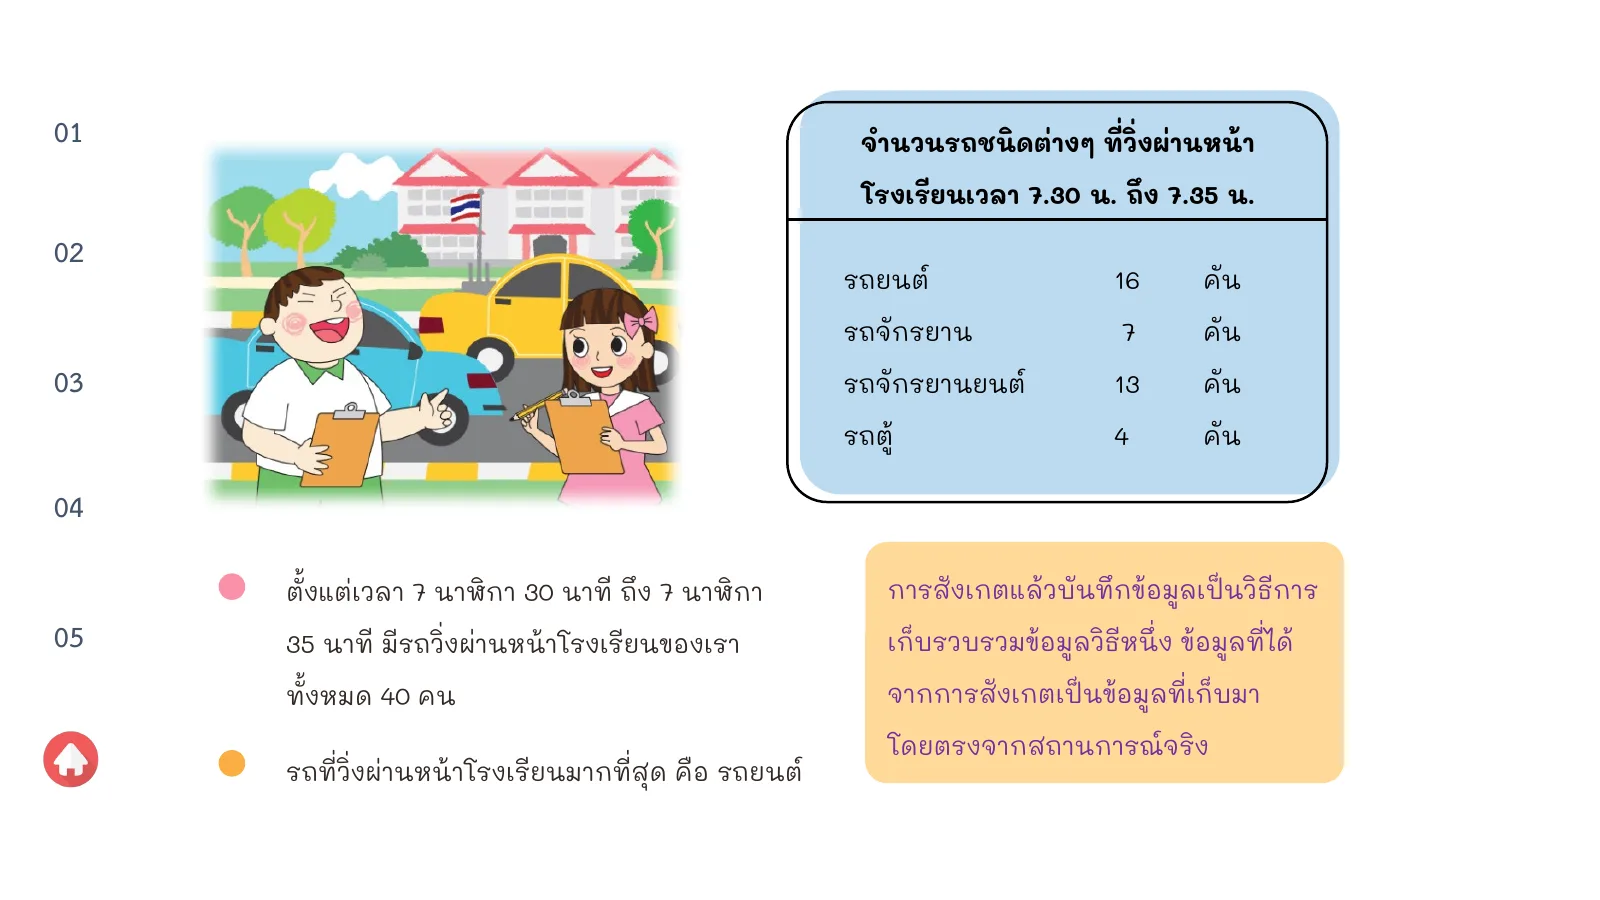 01
02
03
04
05
จำนวนรถชนิดต่างๆ ที่วิ่งผ่านหน้า
โรงเรียนเวลา 7.30 น. ถึง 7.35 น.
รถยนต์ 16 คัน
รถจักรยาน 7 คัน
รถจักรยานยนต์ 13 คัน
รถตู้ 4 คัน
ตั้งแต่เวลา 7 นาฬิกา 30 นาที ถึง 7 นาฬิกา
35 นาที มีรถวิ่งผ่านหน้าโรงเรียนของเรา
ทั้งหมด 40 คน
รถที่วิ่งผ่านหน้าโรงเรียนมากที่สุด คือ รถยนต์
การสังเกตแล้วบันทึกข้อมูลเป็นวิธีการ
เก็บรวบรวมข้อมูลวิธีหนึ่ง ข้อมูลที่ได้
จากการสังเกตเป็นข้อมูลที่เก็บมา
โดยตรงจากสถานการณ์จริง